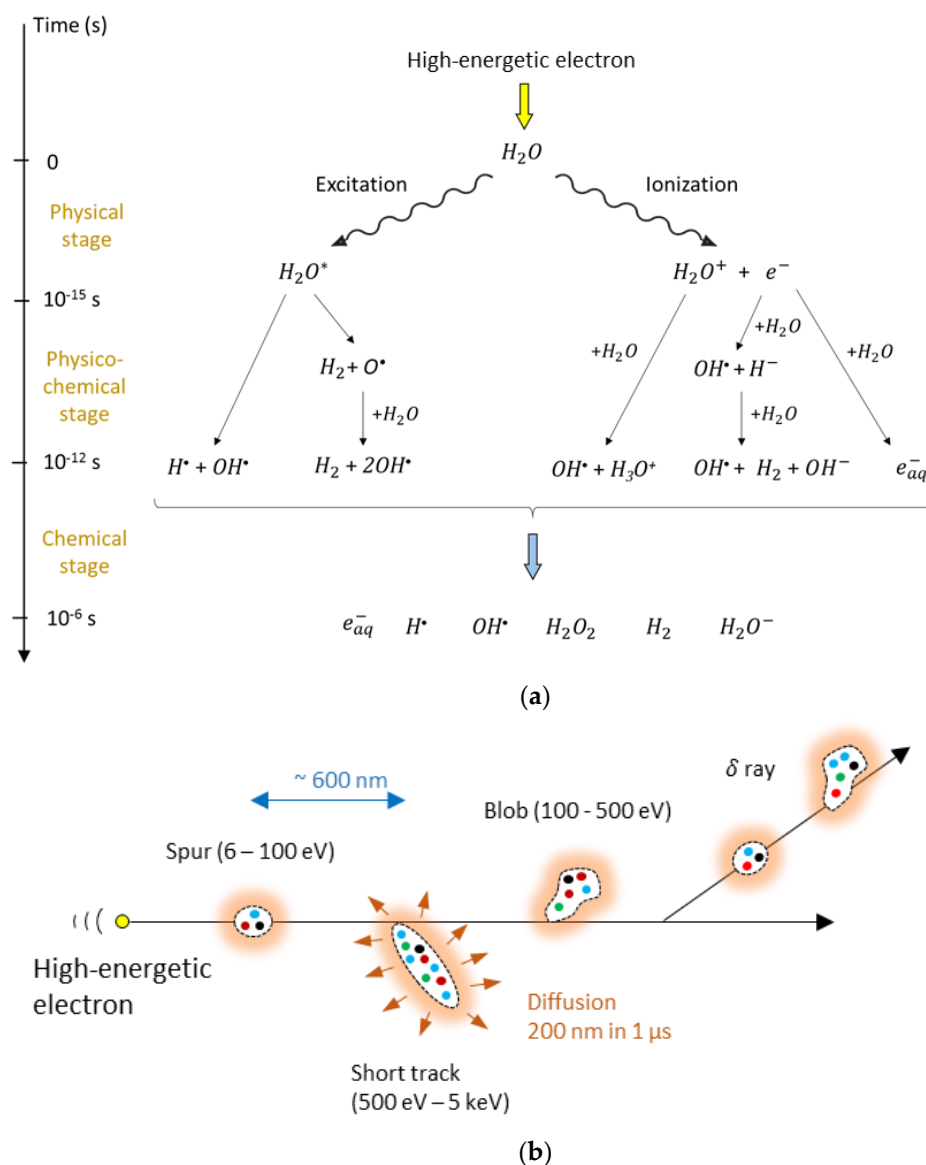 Time (s)
High-energetic electron
0
H₂O
Excitation
Ionization
Physical
stage
H₂O*
H₂O⁺ + e⁻
10⁻¹⁵ s
+H₂O
+H₂O
+H₂O
Physico-
chemical
stage
H₂ + O•
OH• + H⁻
+H₂O
+H₂O
10⁻¹² s
H• + OH•
H₂ + 2OH•
OH• + H₃O⁺
OH• + H₂ + OH⁻
e⁻aq
Chemical
stage
10⁻⁶ s
e⁻aq H• OH• H₂O₂ H₂ H₂O⁻
(a)
~ 600 nm
δ ray
Blob (100 - 500 eV)
Spur (6 – 100 eV)
High-energetic
electron
Diffusion
200 nm in 1 µs
Short track
(500 eV – 5 keV)
(b)